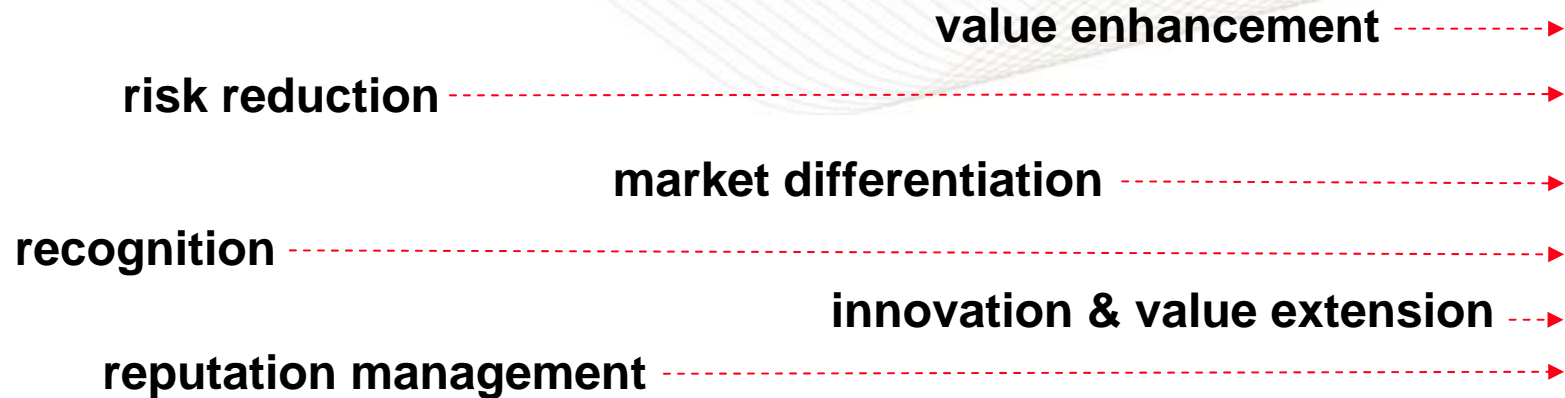 value enhancement
risk reduction
market differentiation
recognition
innovation & value extension
reputation management